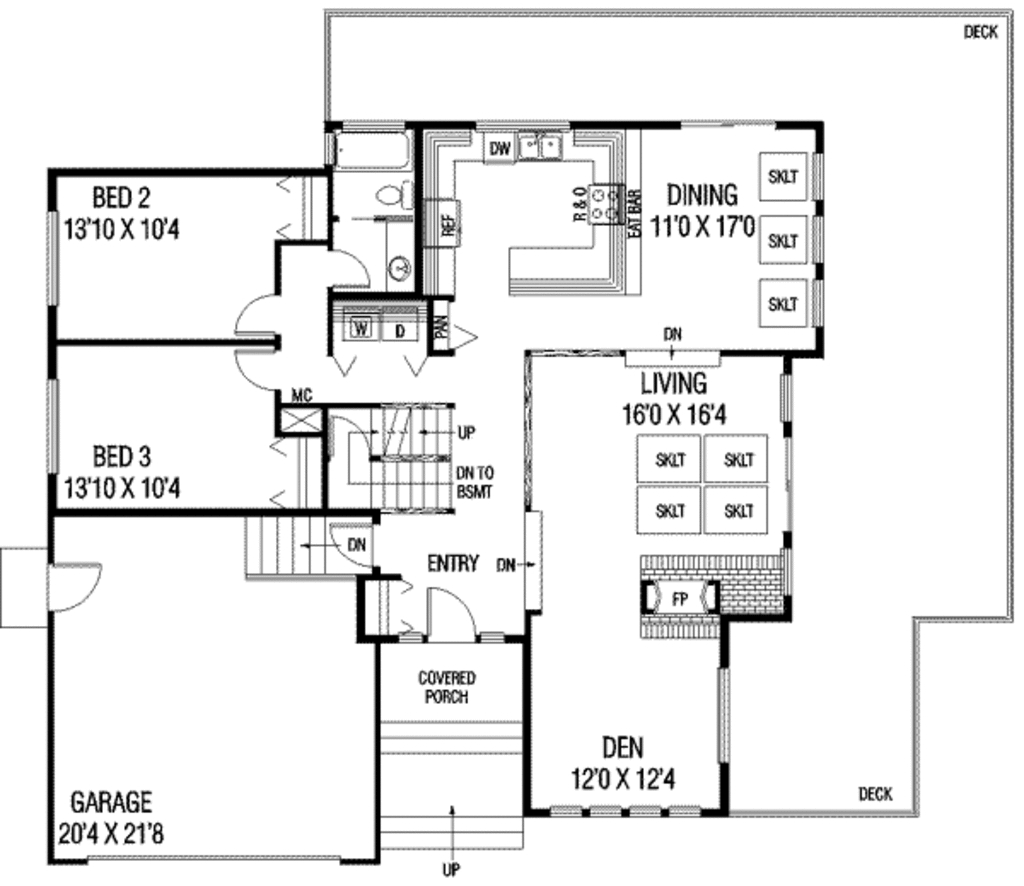 DECK
DW
BED 2
13'10 X 10'4
REF
R & O
EAT BAR
DINING
11'0 X 17'0
SKLT
SKLT
SKLT
W
D
PAN
DN
LIVING
16'0 X 16'4
MC
UP
DN TO
BSMT
SKLT
SKLT
SKLT
SKLT
BED 3
13'10 X 10'4
DN
ENTRY
DN
FP
COVERED
PORCH
DEN
12'0 X 12'4
DECK
GARAGE
20'4 X 21'8
UP